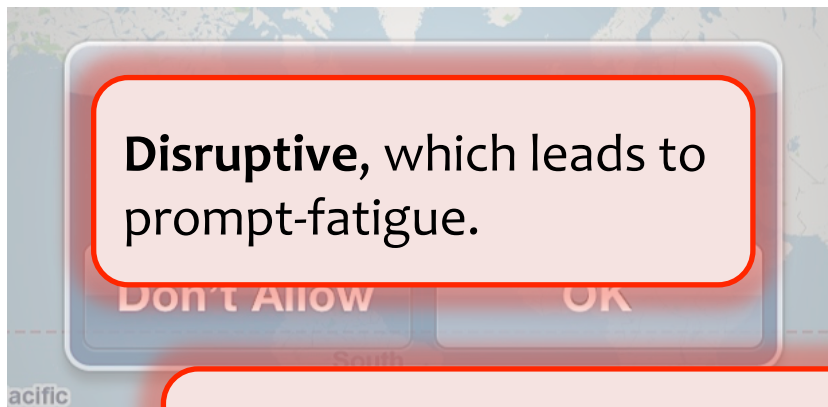 Disruptive, which leads to
prompt-fatigue.
Don't Allow
OK
South
acific